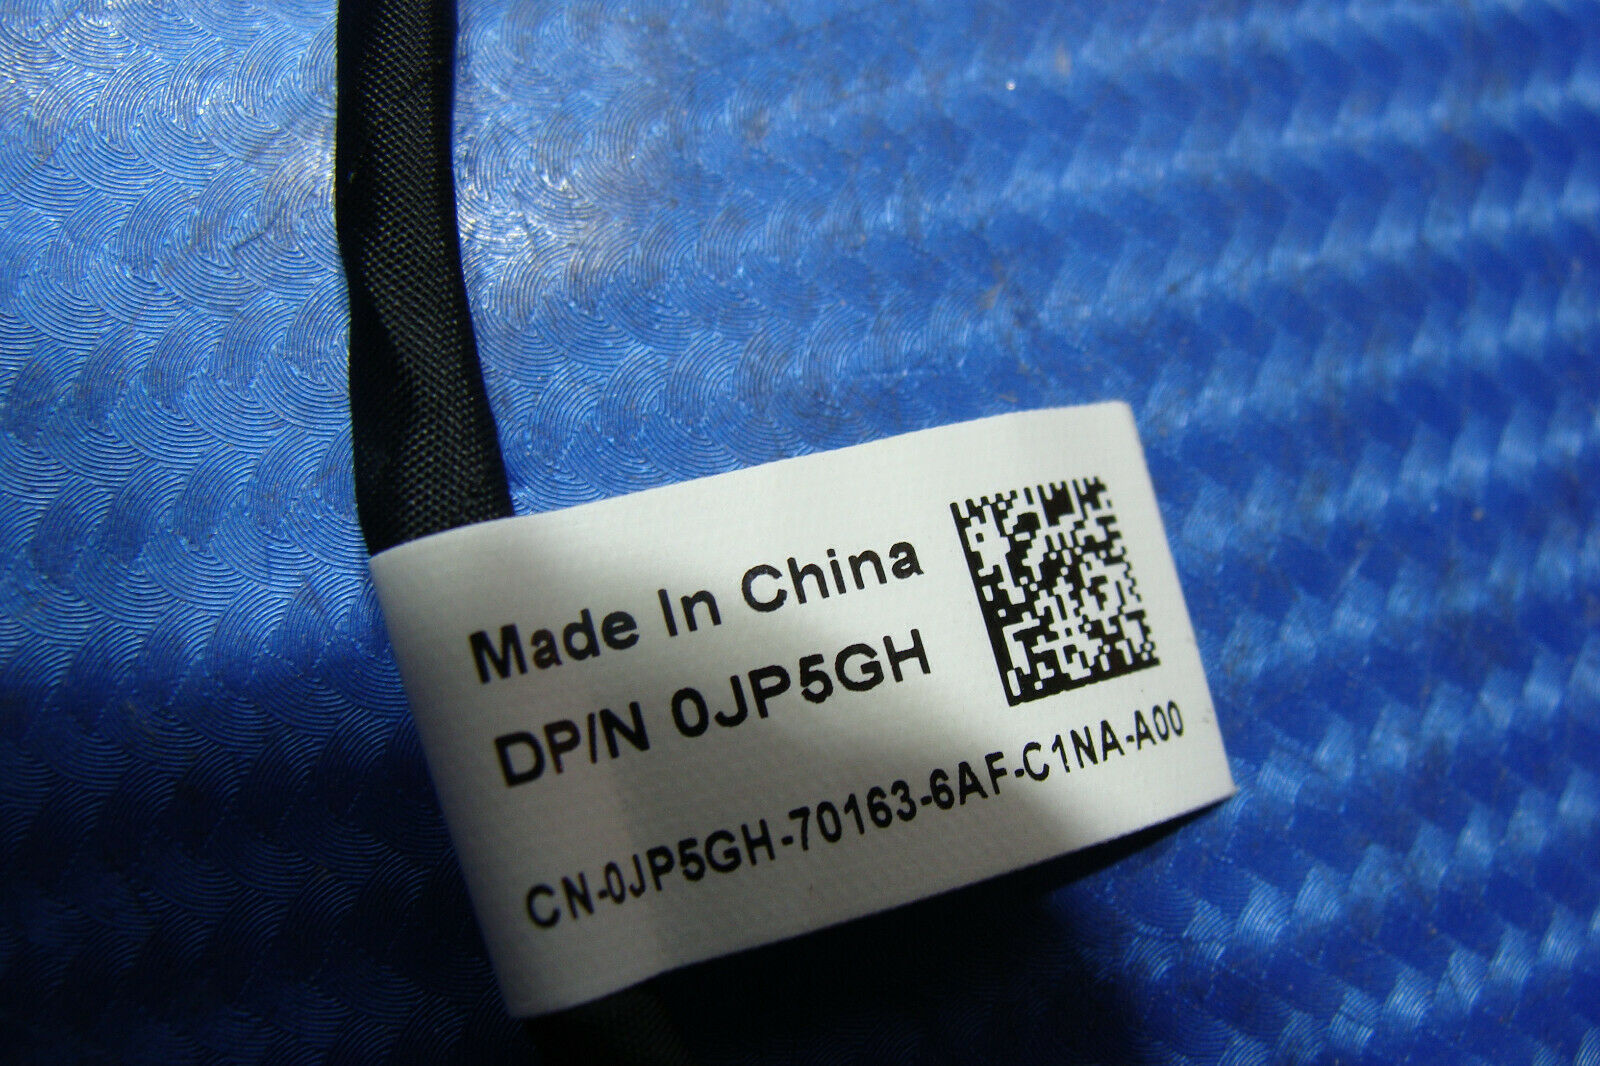 Made In China
DP/N 0JP5GH
CN-0JP5GH-70163-6AF-C1NA-A00